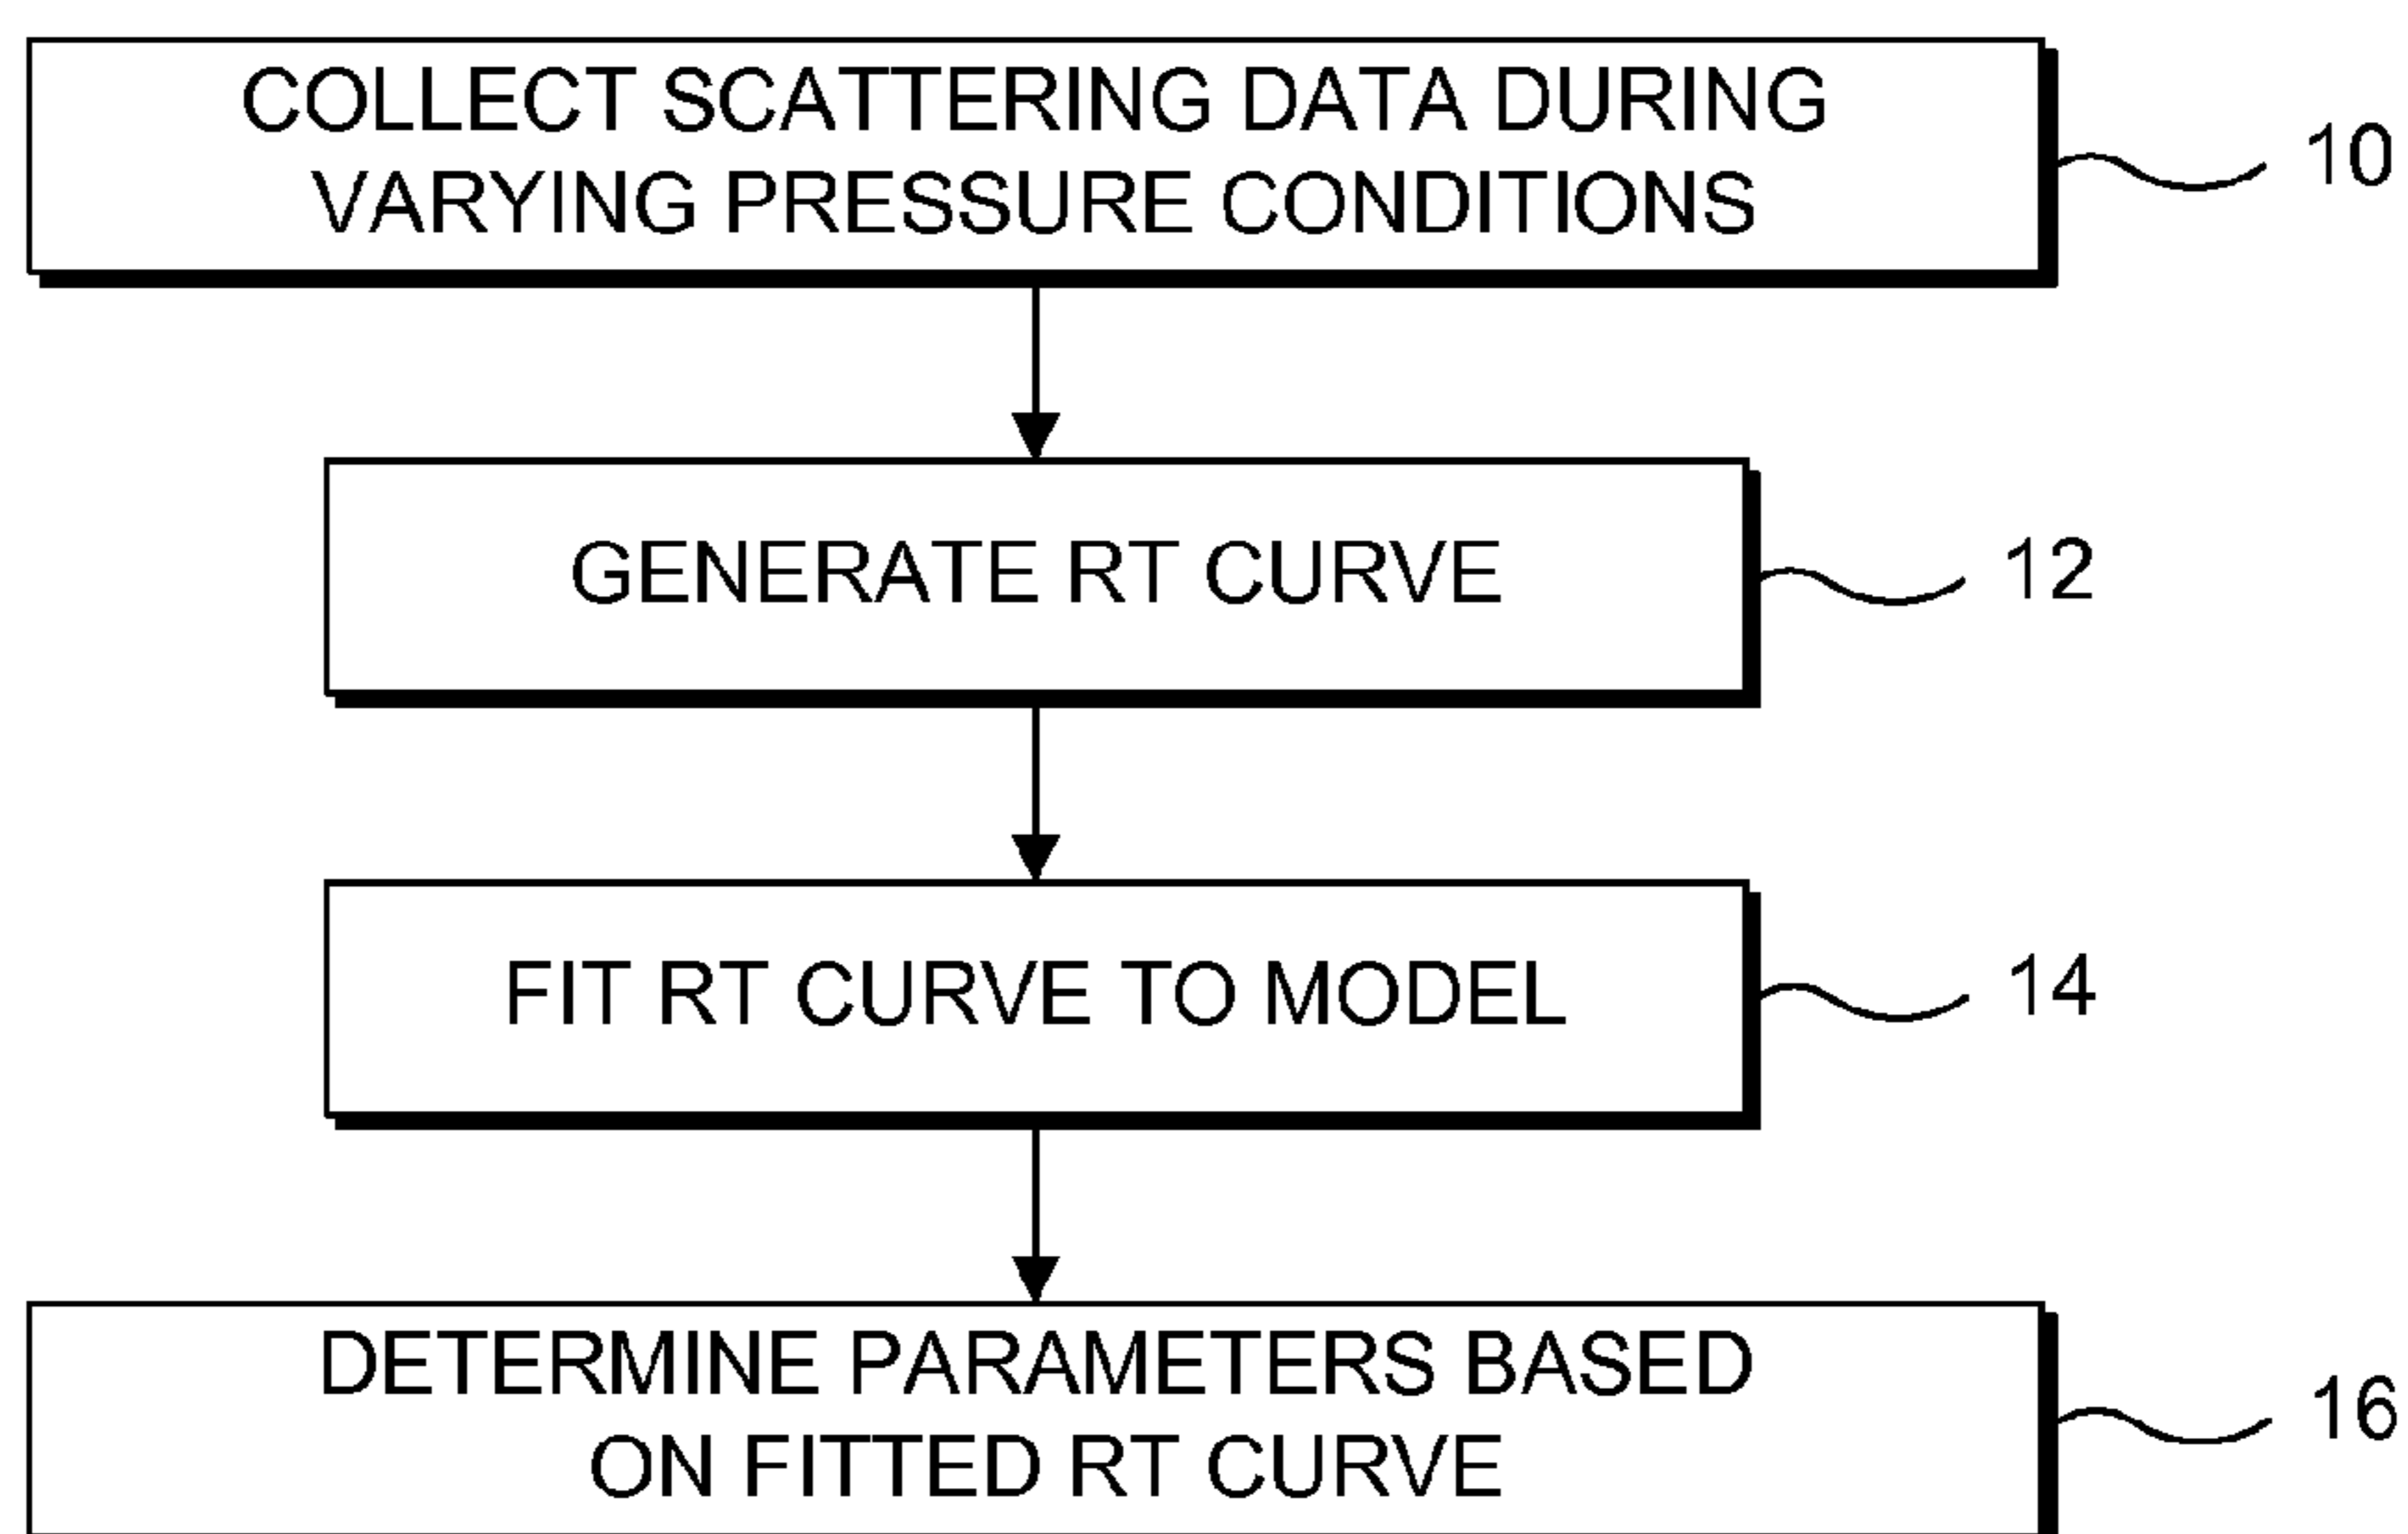 COLLECT SCATTERING DATA DURING
VARYING PRESSURE CONDITIONS
10
GENERATE RT CURVE
12
FIT RT CURVE TO MODEL
14
DETERMINE PARAMETERS BASED
ON FITTED RT CURVE
16